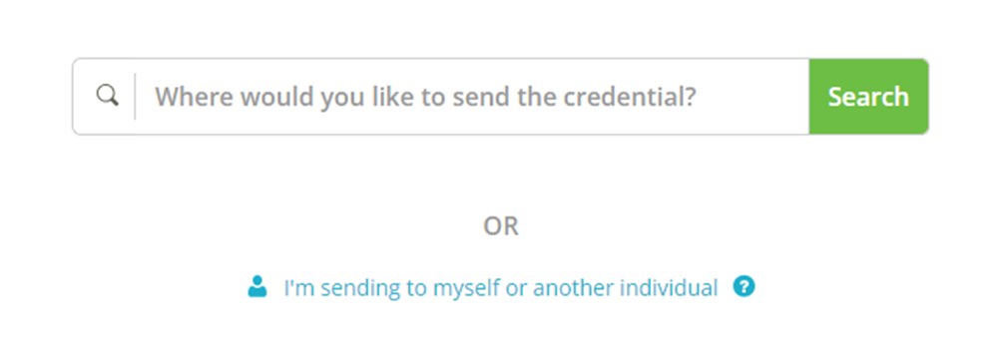 Where would you like to send the credential? Search
OR
I'm sending to myself or another individual ?